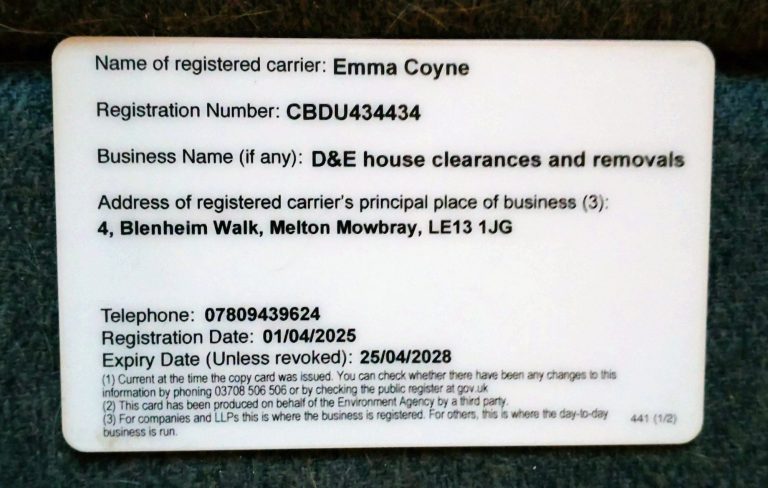 Name of registered carrier: Emma Coyne
Registration Number: CBDU434434
Business Name (if any): D&E house clearances and removals
Address of registered carrier's principal place of business (3):
4, Blenheim Walk, Melton Mowbray, LE13 1JG
Telephone: 07809439624
Registration Date: 01/04/2025
Expiry Date (Unless revoked): 25/04/2028
(1) Current at the time the copy card was issued. You can check whether there have been any changes to this
information by phoning 03708 506 506 or by checking the public register at gov.uk
(2) This card has been produced on behalf of the Environment Agency by a third party.
(3) For companies and LLPs this is where the business is registered. For others, this is where the day-to-day
business is run.
441 (1/2)